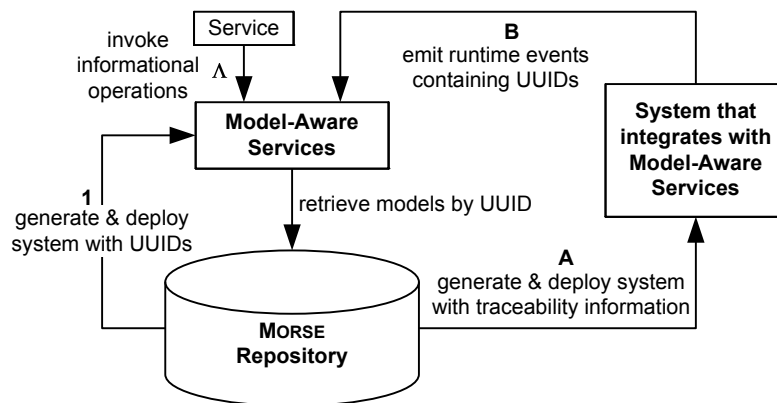 Service
invoke
informational
operations
Λ
B
emit runtime events
containing UUIDs
Model-Aware
Services
System that
integrates with
Model-Aware
Services
1
generate & deploy
system with UUIDs
retrieve models by UUID
A
generate & deploy system
with traceability information
MORSE
Repository